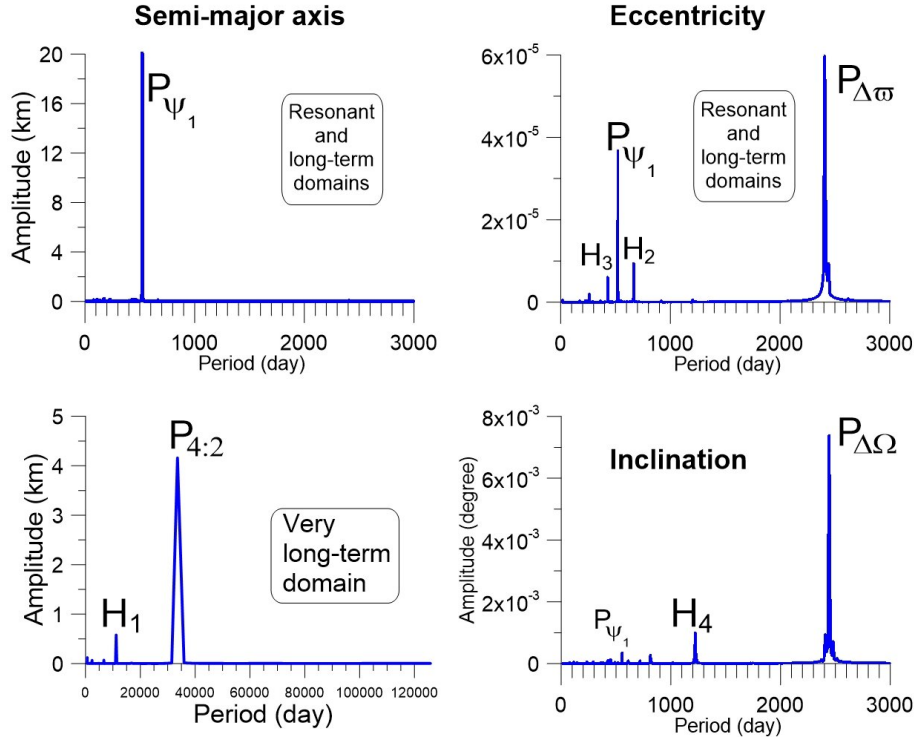 Semi-major axis
20
16
12
8
4
0
Amplitude (km)
Pψ₁
Resonant
and
long-term
domains
0 1000 2000 3000
Period (day)
Eccentricity
6x10⁻⁵
4x10⁻⁵
2x10⁻⁵
0
PΔϖ
Pψ₁
H₃
H₂
Resonant
and
long-term
domains
0 1000 2000 3000
Period (day)
5
4
3
2
1
0
Amplitude (km)
P₄:₂
H₁
Very
long-term
domain
0 20000 40000 60000 80000 100000 120000
Period (day)
8x10⁻³
6x10⁻³
4x10⁻³
2x10⁻³
0
Amplitude (degree)
Inclination
PΔΩ
Pψ₁
H₄
0 1000 2000 3000
Period (day)